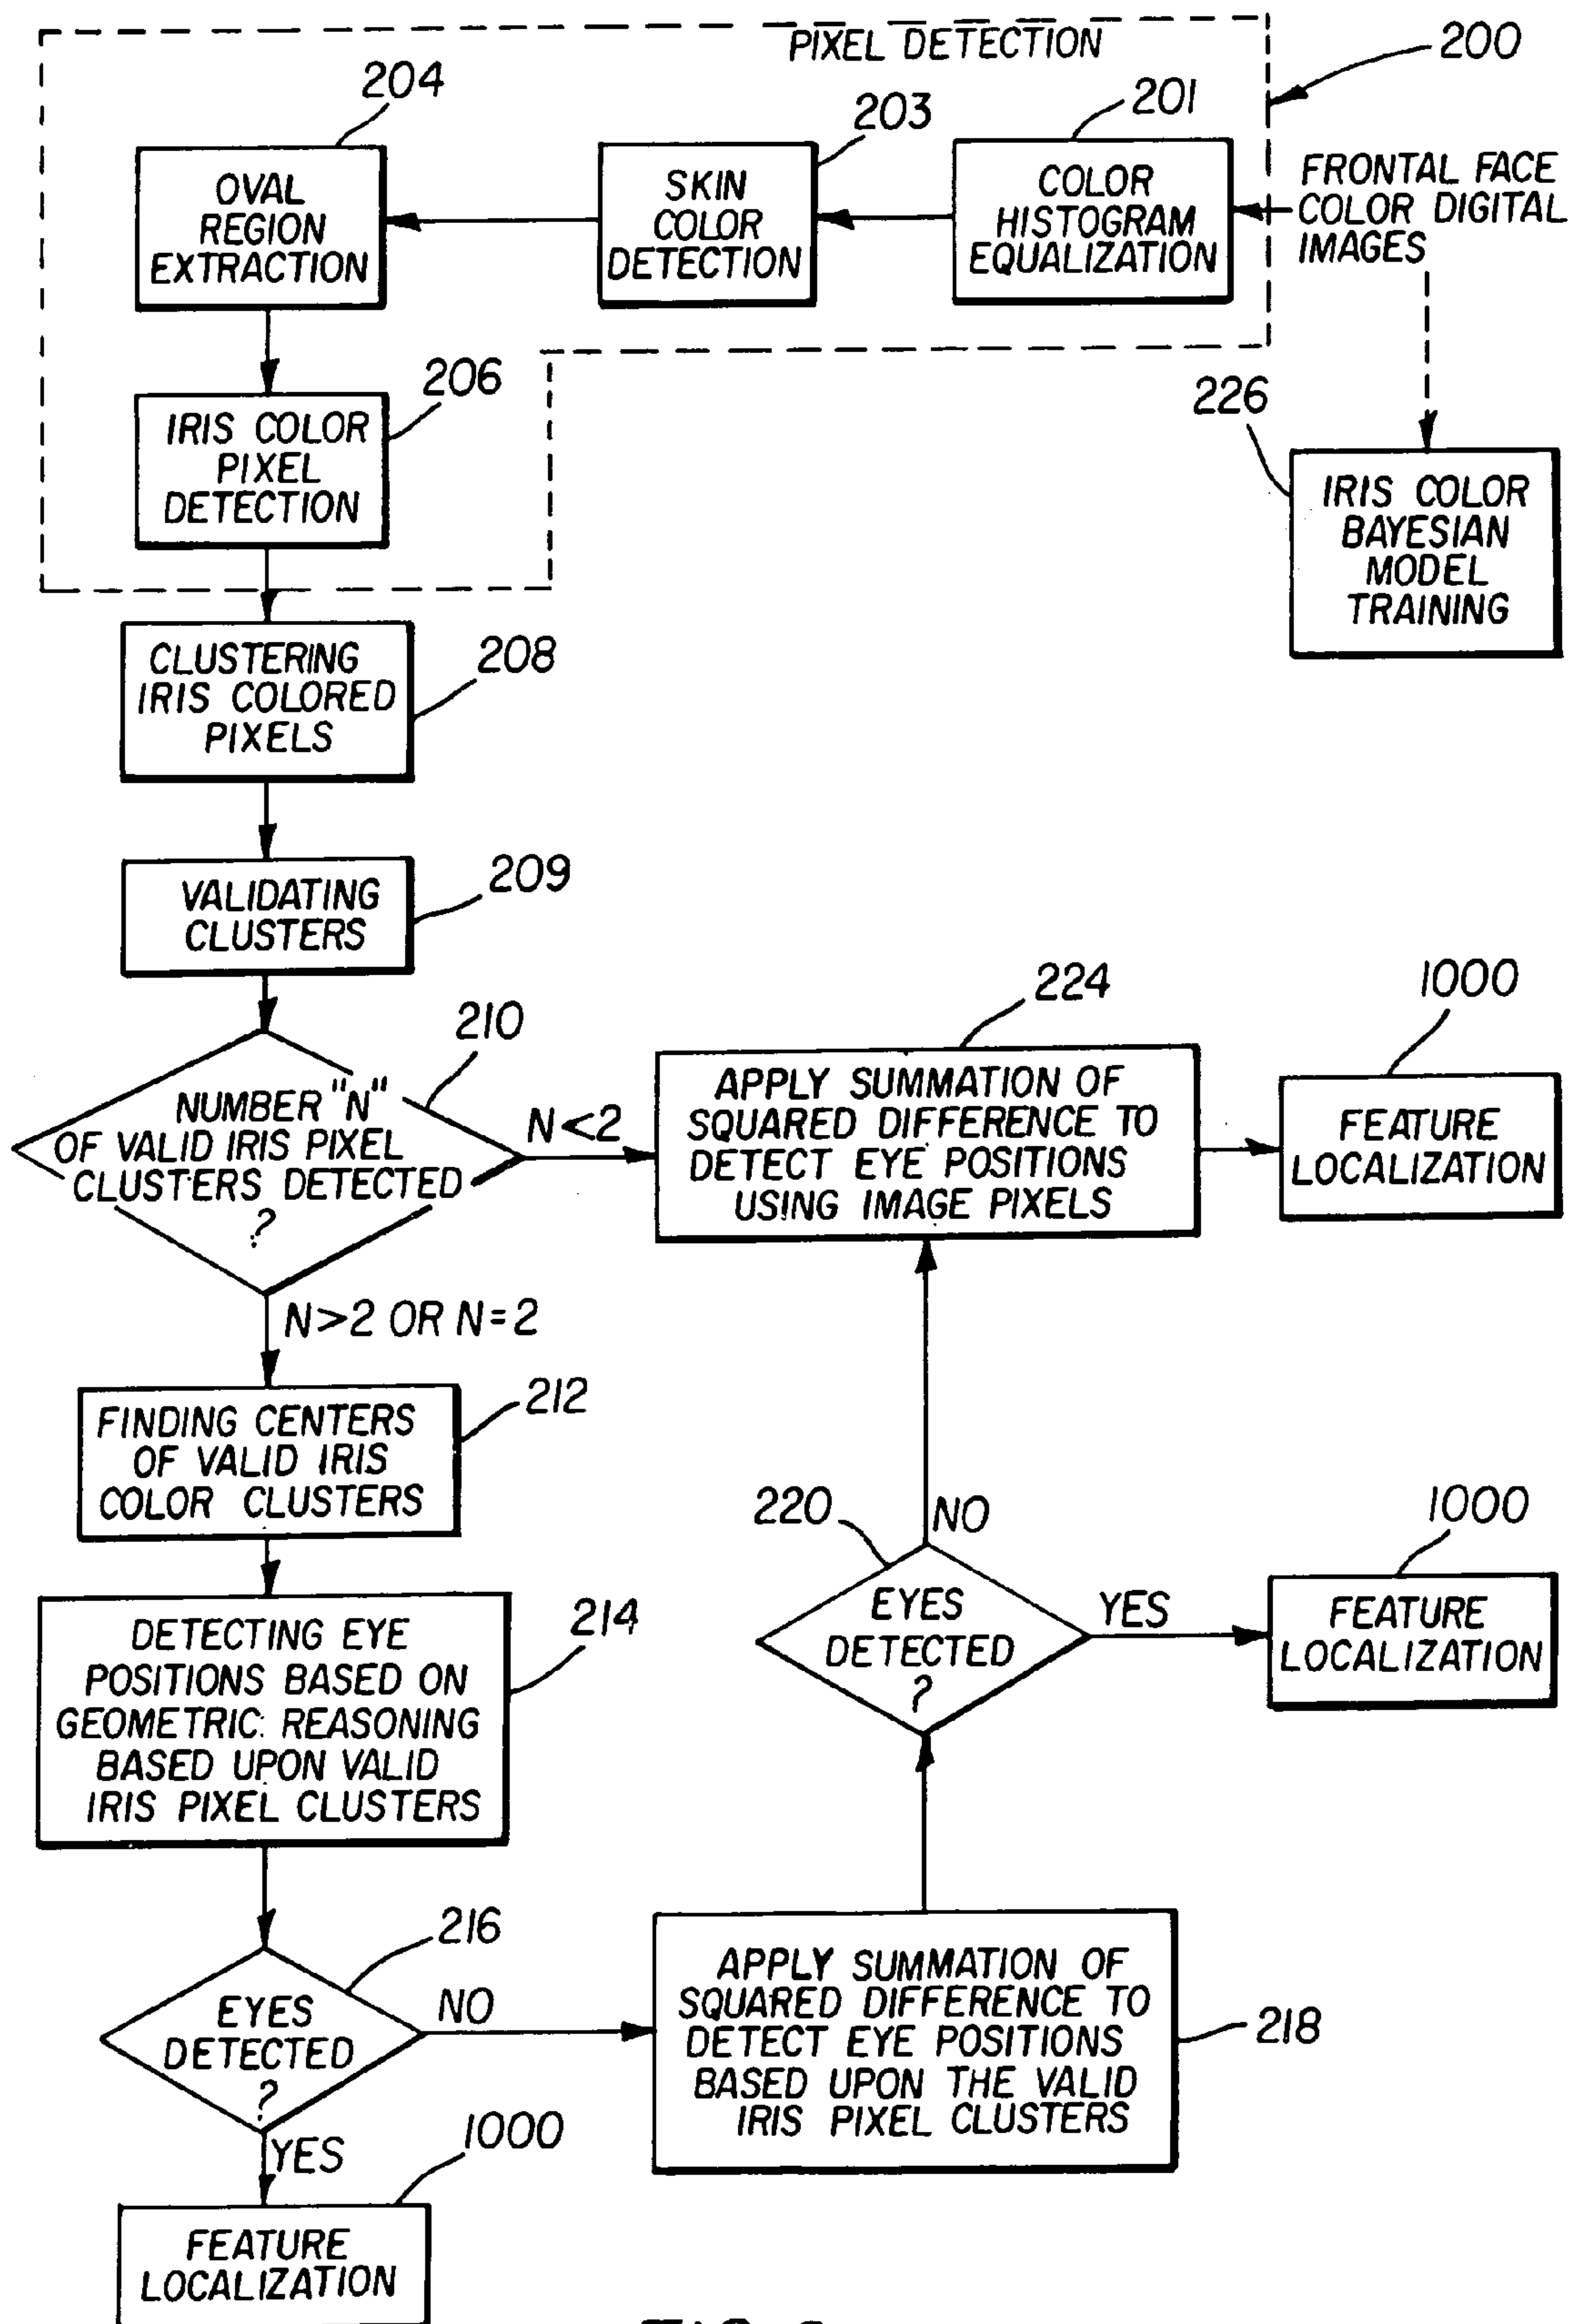 PIXEL DETECTION
200
204
203
201
OVAL
REGION
EXTRACTION
SKIN
COLOR
DETECTION
COLOR
HISTOGRAM
EQUALIZATION
FRONTAL FACE
COLOR DIGITAL
IMAGES
206
IRIS COLOR
PIXEL
DETECTION
226
IRIS COLOR
BAYESIAN
MODEL
TRAINING
208
CLUSTERING
IRIS COLORED
PIXELS
209
VALIDATING
CLUSTERS
210
NUMBER "N"
OF VALID IRIS PIXEL
CLUSTERS DETECTED
?
N<2
224
APPLY SUMMATION OF
SQUARED DIFFERENCE TO
DETECT EYE POSITIONS
USING IMAGE PIXELS
1000
FEATURE
LOCALIZATION
N>2 OR N=2
212
FINDING CENTERS
OF VALID IRIS
COLOR CLUSTERS
214
DETECTING EYE
POSITIONS BASED ON
GEOMETRIC REASONING
BASED UPON VALID
IRIS PIXEL CLUSTERS
220
NO
EYES
DETECTED
?
YES
1000
FEATURE
LOCALIZATION
216
EYES
DETECTED
?
NO
218
APPLY SUMMATION OF
SQUARED DIFFERENCE TO
DETECT EYE POSITIONS
BASED UPON THE VALID
IRIS PIXEL CLUSTERS
YES
1000
FEATURE
LOCALIZATION